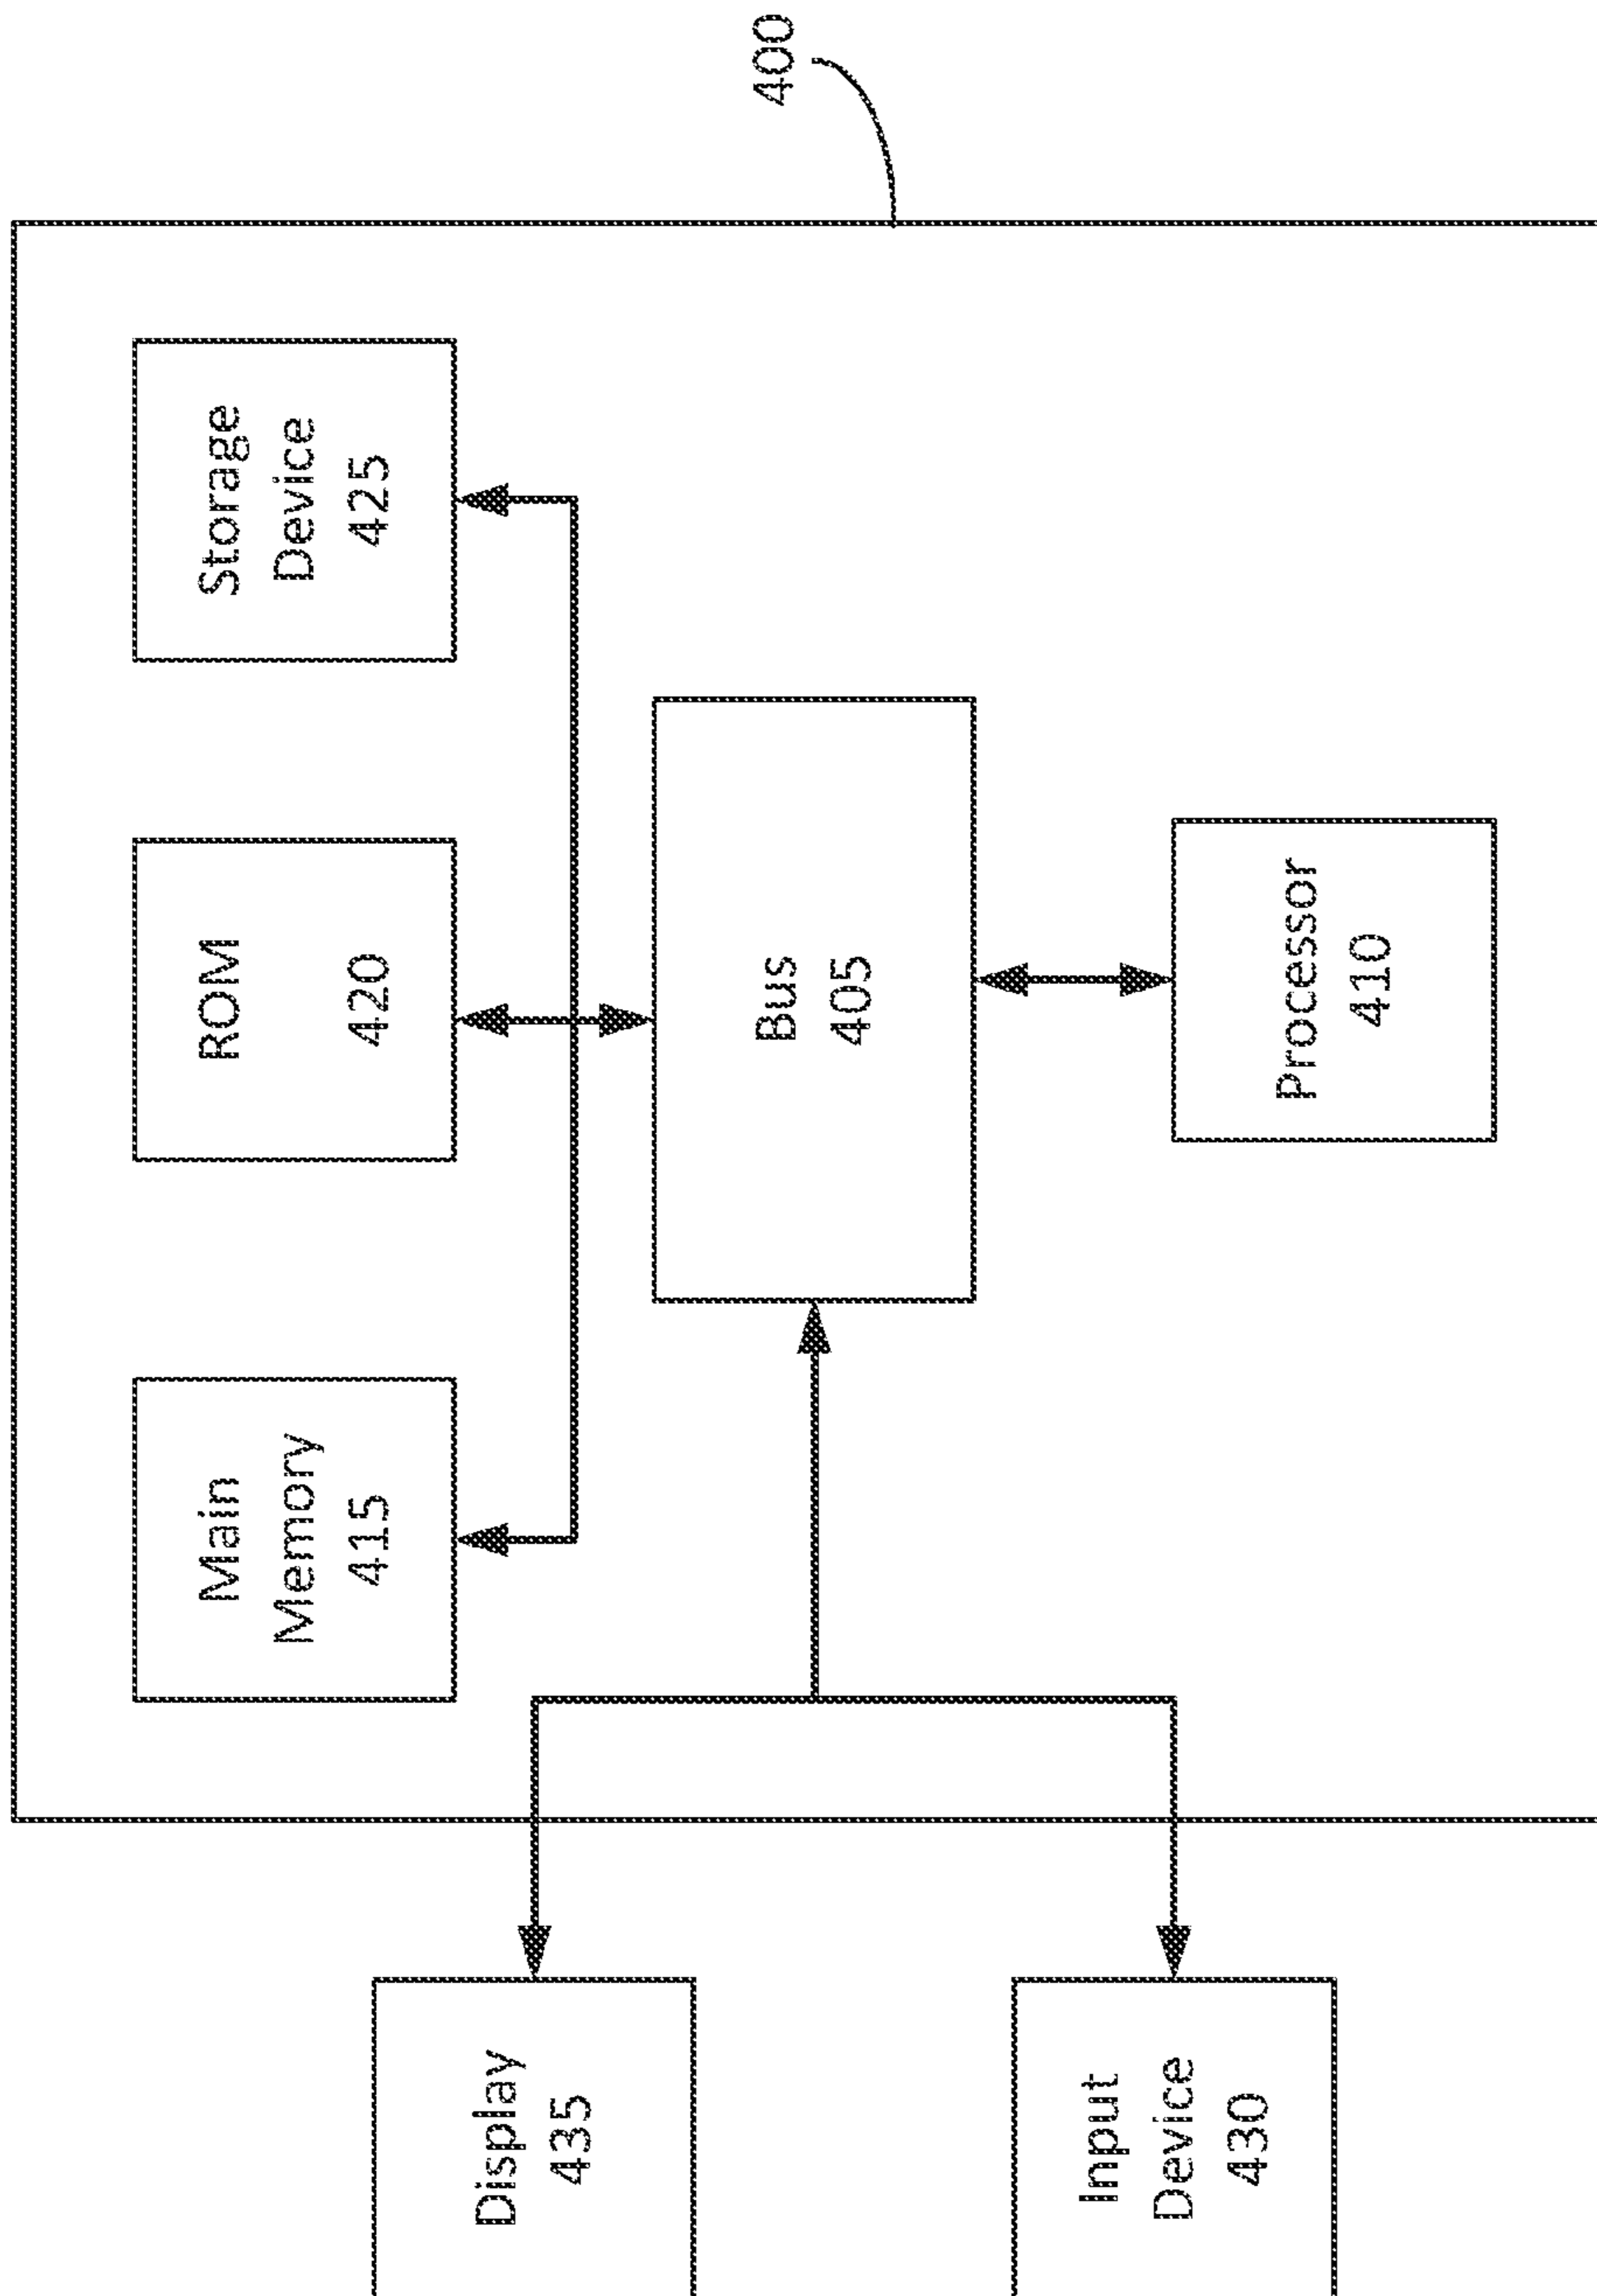 400
Main
Memory
415
ROM
420
Storage
Device
425
Display
435
Bus
405
Input
Device
430
Processor
410